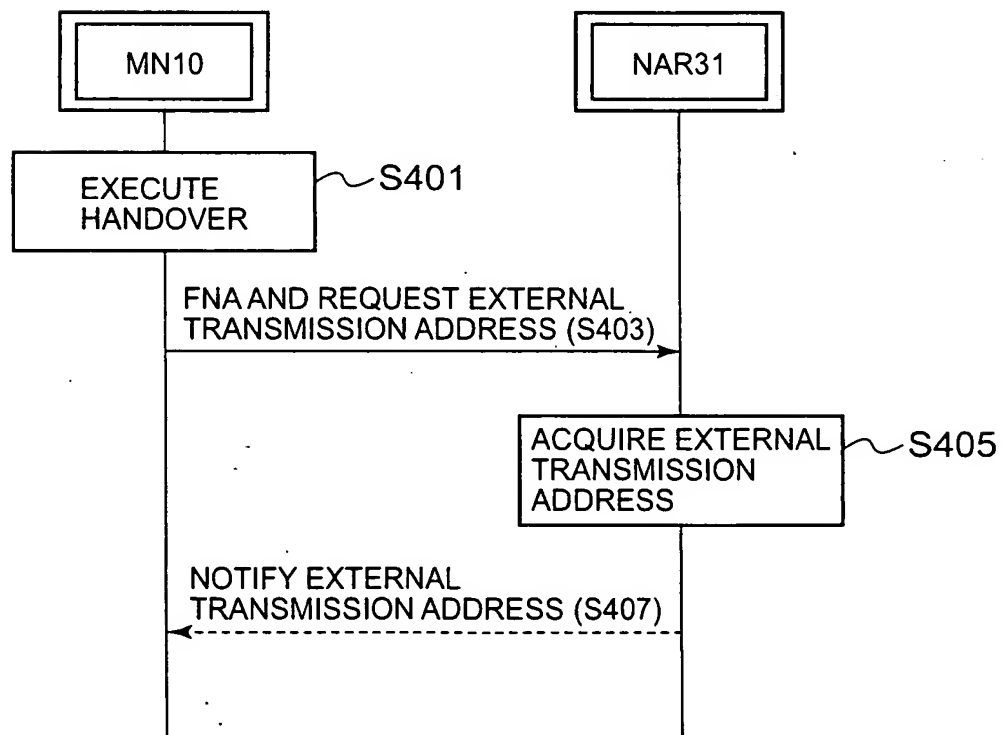 MN10
NAR31
EXECUTE
HANDOVER
S401
FNA AND REQUEST EXTERNAL
TRANSMISSION ADDRESS (S403)
ACQUIRE EXTERNAL
TRANSMISSION
ADDRESS
S405
NOTIFY EXTERNAL
TRANSMISSION ADDRESS (S407)